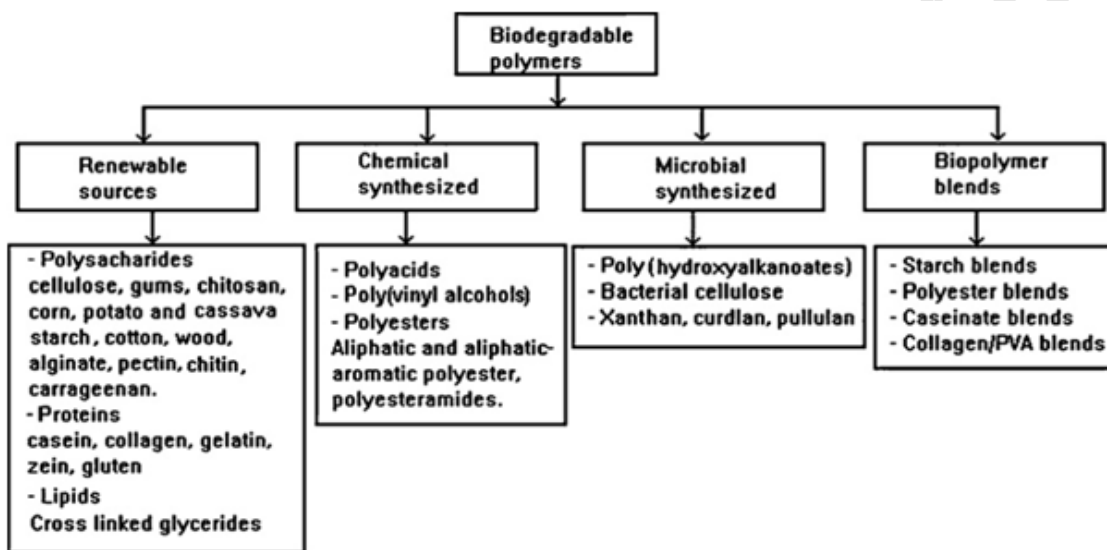 Biodegradable
polymers
Renewable
sources
Chemical
synthesized
Microbial
synthesized
Biopolymer
blends
- Polysacharides
cellulose, gums, chitosan,
corn, potato and cassava
starch, cotton, wood,
alginate, pectin, chitin,
carrageenan.
- Proteins
casein, collagen, gelatin,
zein, gluten
- Lipids
Cross linked glycerides
- Polyacids
- Poly(vinyl alcohols)
- Polyesters
Aliphatic and aliphatic-
aromatic polyester,
polyesteramides.
- Poly(hydroxyalkanoates)
- Bacterial cellulose
- Xanthan, curdlan, pullulan
- Starch blends
- Polyester blends
- Caseinate blends
- Collagen/PVA blends